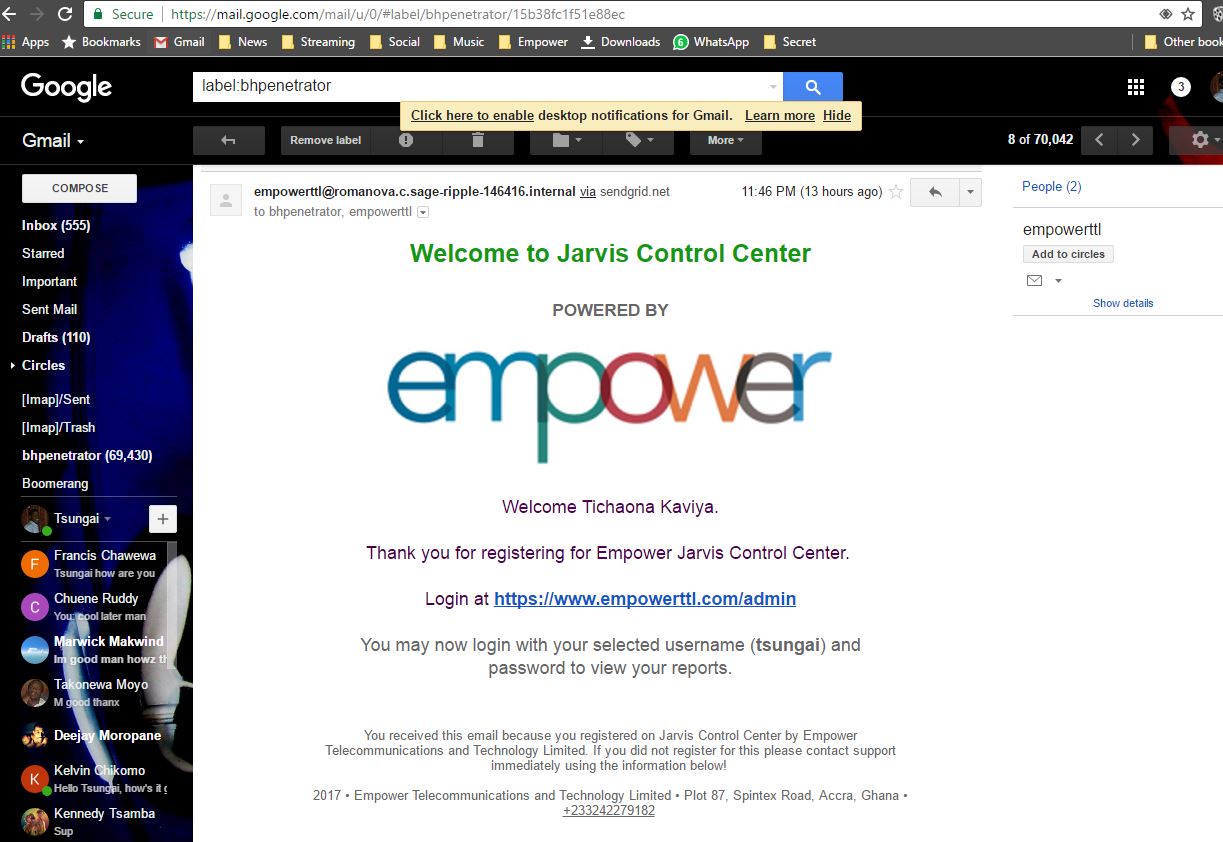 Secure https://mail.google.com/mail/u/0/#label/bhpenetrator/15b38fc1f51e88ec
Apps Bookmarks Gmail News Streaming Social Music Empower Downloads WhatsApp Secret Other book
Google
label:bhpenetrator
3
Click here to enable desktop notifications for Gmail. Learn more Hide
Gmail
Remove label
More
8 of 70,042
COMPOSE
Inbox (555)
Starred
Important
Sent Mail
Drafts (110)
Circles
[Imap]/Sent
[Imap]/Trash
bhpenetrator (69,430)
Boomerang
Tsungai
F
Francis Chawewa
Tsungai how are you
C
Chuene Ruddy
You: cool later man
Marwick Makwind
Im good man howz th
Takonewa Moyo
M good thanx
Deejay Moropane
K
Kelvin Chikomo
Hello Tsungai, how's it g
Kennedy Tsamba
Sup
empowerttl@romanova.c.sage-ripple-146416.internal via sendgrid.net
11:46 PM (13 hours ago)
to bhpenetrator, empowerttl
Welcome to Jarvis Control Center
POWERED BY
empower
Welcome Tichaona Kaviya.
Thank you for registering for Empower Jarvis Control Center.
Login at https://www.empowerttl.com/admin
You may now login with your selected username (tsungai) and
password to view your reports.
You received this email because you registered on Jarvis Control Center by Empower
Telecommunications and Technology Limited. If you did not register for this please contact support
immediately using the information below!
2017 • Empower Telecommunications and Technology Limited • Plot 87, Spintex Road, Accra, Ghana •
+233242279182
People (2)
empowerttl
Add to circles
Show details